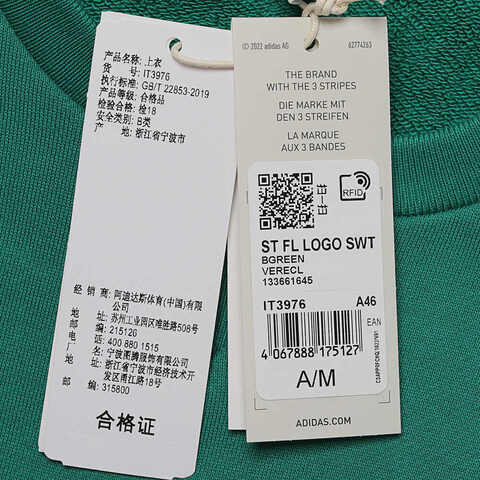 产品名称: 上衣
货 号: IT3976
执行标准: GB/T 22853-2019
产品等级: 合格品
检验合格: 检18
安全类别: B类
产 地: 浙江省宁波市
经 销 商: 阿迪达斯体育(中国)有限
公司
地 址: 苏州工业园区唯胜路508号
邮 编: 215126
电 话: 400 880 1515
制 造 商: 宁波图腾服饰有限公司
地 址: 浙江省宁波市经济技术开
发区甬江路18号
邮 编: 315800
合格证
© 2022 adidas AG
62774263
THE BRAND
WITH THE 3 STRIPES
DIE MARKE MIT
DEN 3 STREIFEN
LA MARQUE
AUX 3 BANDES
RFID
ST FL LOGO SWT
BGREEN
VERECL
133661645
IT3976 A46
EAN
4 067888 175127
A/M
ADIDAS.COM